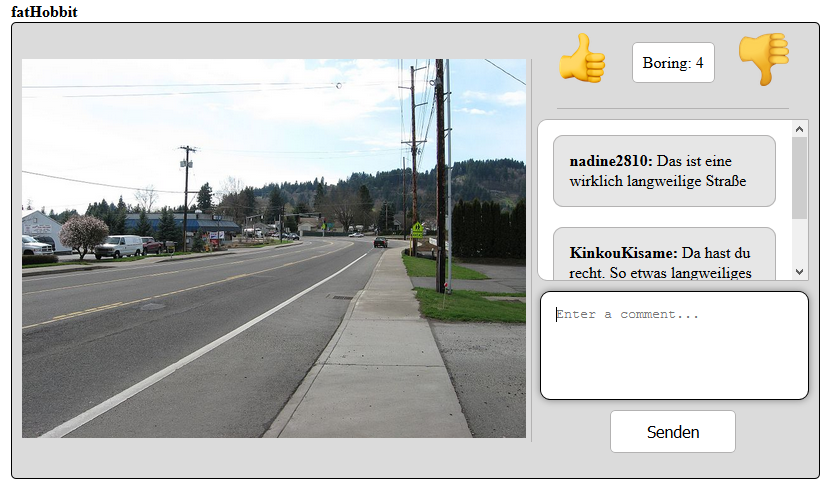 fatHobbit
Boring: 4
nadine2810: Das ist eine
wirklich langweilige Straße
KinkouKisame: Da hast du
recht. So etwas langweiliges
Enter a comment...
Senden